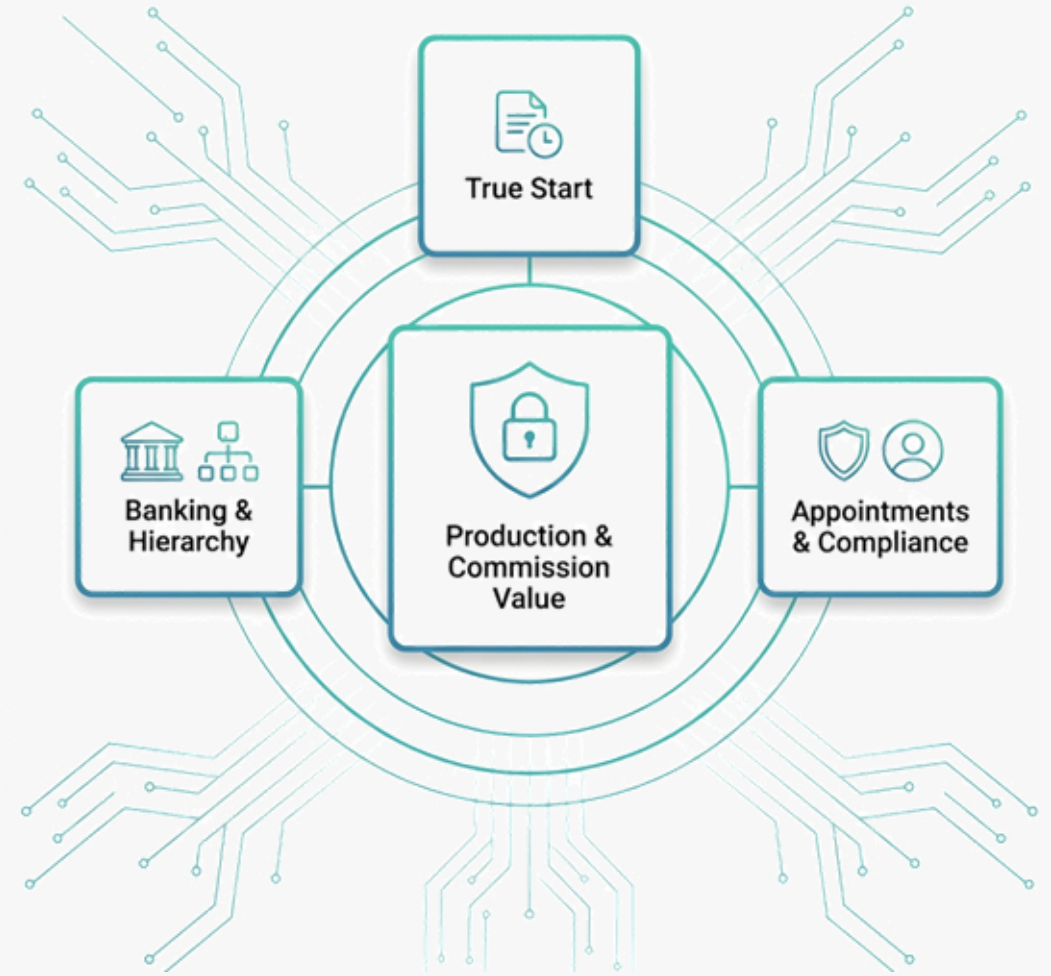 True Start
Banking &
Hierarchy
Production &
Commission
Value
Appointments
& Compliance